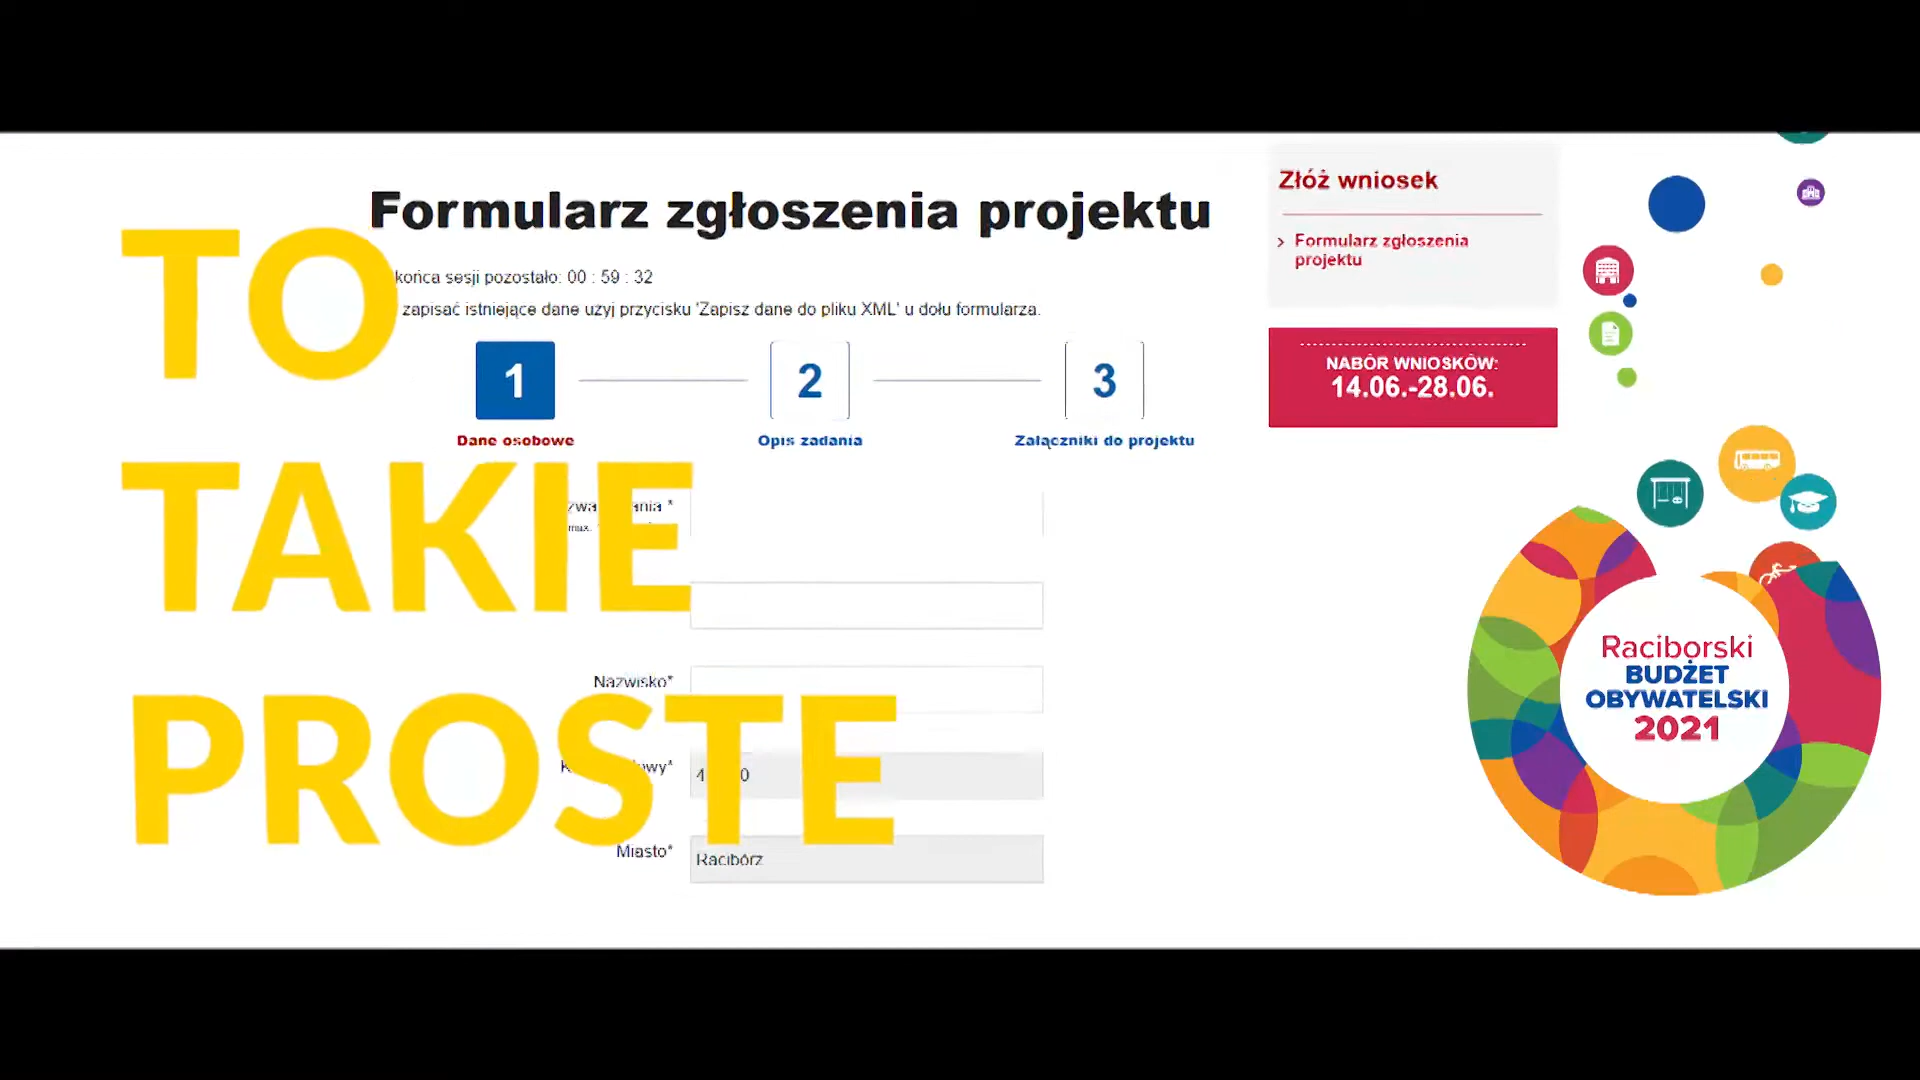 Formularz zgłoszenia projektu
końca sesji pozostało: 00 : 59 : 32
zapisać istniejące dane użyj przycisku 'Zapisz dane do pliku XML' u dołu formularza.
1
2
3
Dane osobowe
Opis zadania
Załączniki do projektu
Nazwisko*
Miasto*
Racibórz
TO
TAKIE
PROSTE
Złóż wniosek
Formularz zgłoszenia
projektu
NABÓR WNIOSKÓW:
14.06.-28.06.
Raciborski
BUDŻET
OBYWATELSKI
2021